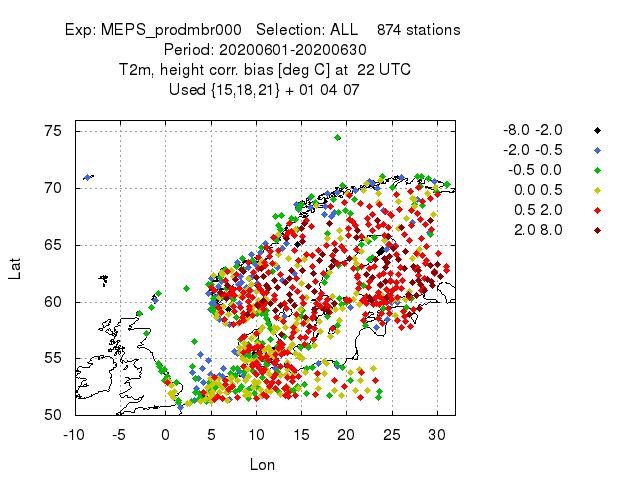 Exp: MEPS_prodmbr000 Selection: ALL 874 stations
Period: 20200601-20200630
T2m, height corr. bias [deg C] at 22 UTC
Used {15,18,21} + 01 04 07
75
70
65
60
55
50
Lat
-10 -5 0 5 10 15 20 25 30
Lon
-8.0 -2.0
-2.0 -0.5
-0.5 0.0
0.0 0.5
0.5 2.0
2.0 8.0